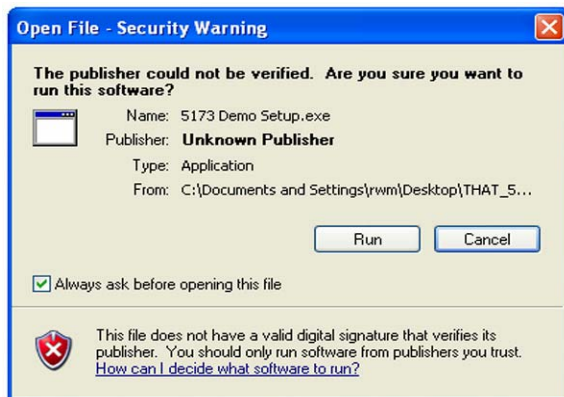 Open File - Security Warning
The publisher could not be verified.  Are you sure you want to
run this software?
Name: 5173 Demo Setup.exe
Publisher: Unknown Publisher
Type: Application
From: C:\Documents and Settings\rwm\Desktop\THAT_5...
Run Cancel
Always ask before opening this file
This file does not have a valid digital signature that verifies its
publisher.  You should only run software from publishers you trust.
How can I decide what software to run?